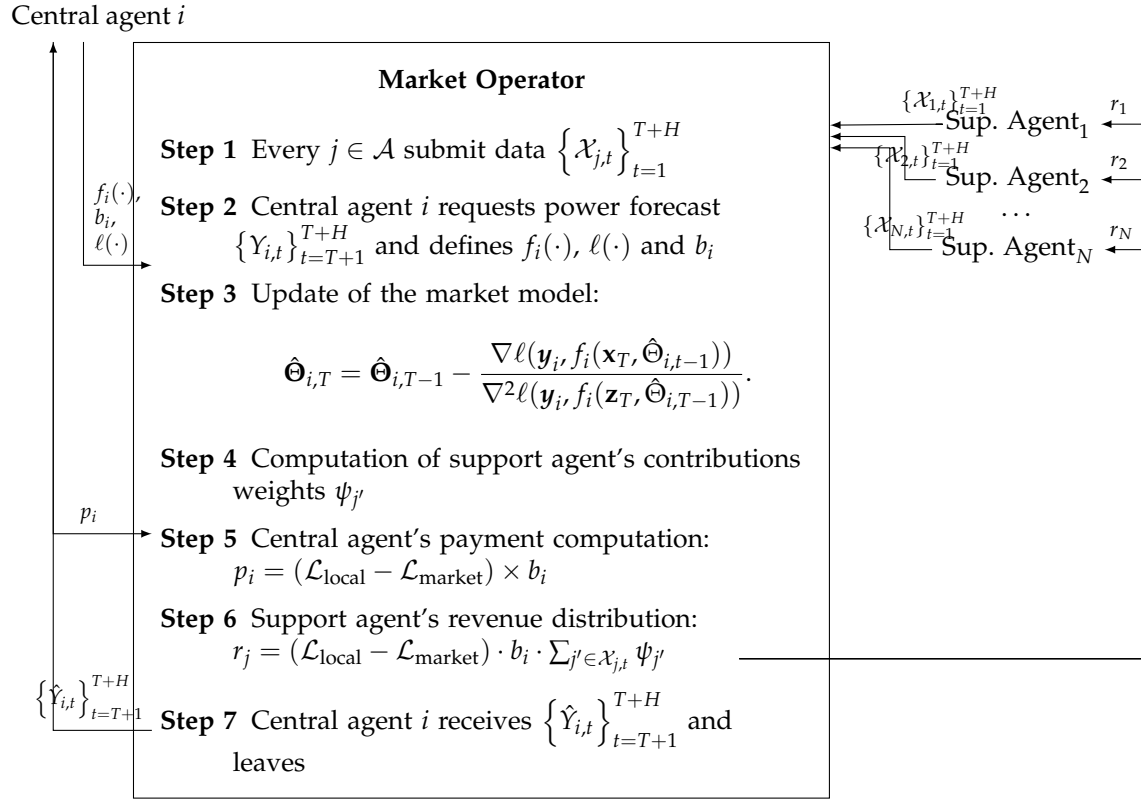 Central agent i
Market Operator
Step 1 Every j ∈ 𝒜 submit data {𝒳_{j,t}}_{t=1}^{T+H}
Step 2 Central agent i requests power forecast
{Y_{i,t}}_{t=T+1}^{T+H} and defines f_i(·), ℓ(·) and b_i
Step 3 Update of the market model:
Θ̂_{i,T} = Θ̂_{i,T−1} − ∇ℓ(y_i, f_i(x_T, Θ̂_{i,t−1})) / ∇²ℓ(y_i, f_i(z_T, Θ̂_{i,T−1})).
Step 4 Computation of support agent's contributions
weights ψ_{j′}
Step 5 Central agent's payment computation:
p_i = (ℒ_local − ℒ_market) × b_i
Step 6 Support agent's revenue distribution:
r_j = (ℒ_local − ℒ_market) · b_i · ∑_{j′∈𝒳_{j,t}} ψ_{j′}
Step 7 Central agent i receives {Ŷ_{i,t}}_{t=T+1}^{T+H} and
leaves
f_i(·),
b_i,
ℓ(·)
p_i
{Ŷ_{i,t}}_{t=T+1}^{T+H}
{𝒳_{1,t}}_{t=1}^{T+H}
Sup. Agent_1
r_1
{𝒳_{2,t}}_{t=1}^{T+H}
Sup. Agent_2
r_2
...
{𝒳_{N,t}}_{t=1}^{T+H}
Sup. Agent_N
r_N